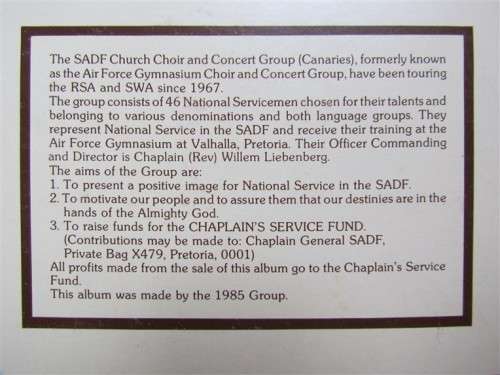 The SADF Church Choir and Concert Group (Canaries), formerly known
as the Air Force Gymnasium Choir and Concert Group, have been touring
the RSA and SWA since 1967.
The group consists of 46 National Servicemen chosen for their talents and
belonging to various denominations and both language groups. They
represent National Service in the SADF and receive their training at the
Air Force Gymnasium at Valhalla, Pretoria. Their Officer Commanding
and Director is Chaplain (Rev) Willem Liebenberg.
The aims of the Group are:
1. To present a positive image for National Service in the SADF.
2. To motivate our people and to assure them that our destinies are in the
hands of the Almighty God.
3. To raise funds for the CHAPLAIN'S SERVICE FUND.
(Contributions may be made to: Chaplain General SADF,
Private Bag X479, Pretoria, 0001)
All profits made from the sale of this album go to the Chaplain's Service
Fund.
This album was made by the 1985 Group.